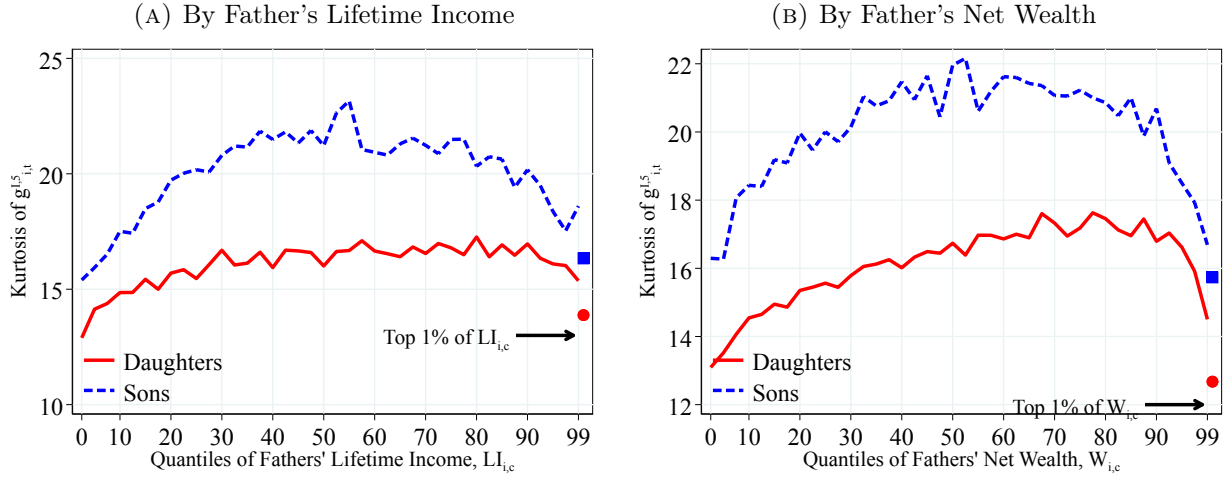 (A) By Father's Lifetime Income
Kurtosis of g^{I,5}_{i,t}
25
20
15
10
Top 1% of LI_{i,c}
Daughters
Sons
0 10 20 30 40 50 60 70 80 90 99
Quantiles of Fathers' Lifetime Income, LI_{i,c}
(B) By Father's Net Wealth
Kurtosis of g^{I,5}_{i,t}
22
20
18
16
14
12
Daughters
Sons
Top 1% of W_{i,c}
0 10 20 30 40 50 60 70 80 90 99
Quantiles of Fathers' Net Wealth, W_{i,c}